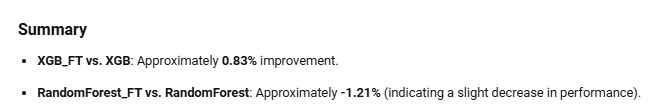 Summary
• XGB_FT vs. XGB: Approximately 0.83% improvement.
• RandomForest_FT vs. RandomForest: Approximately -1.21% (indicating a slight decrease in performance).